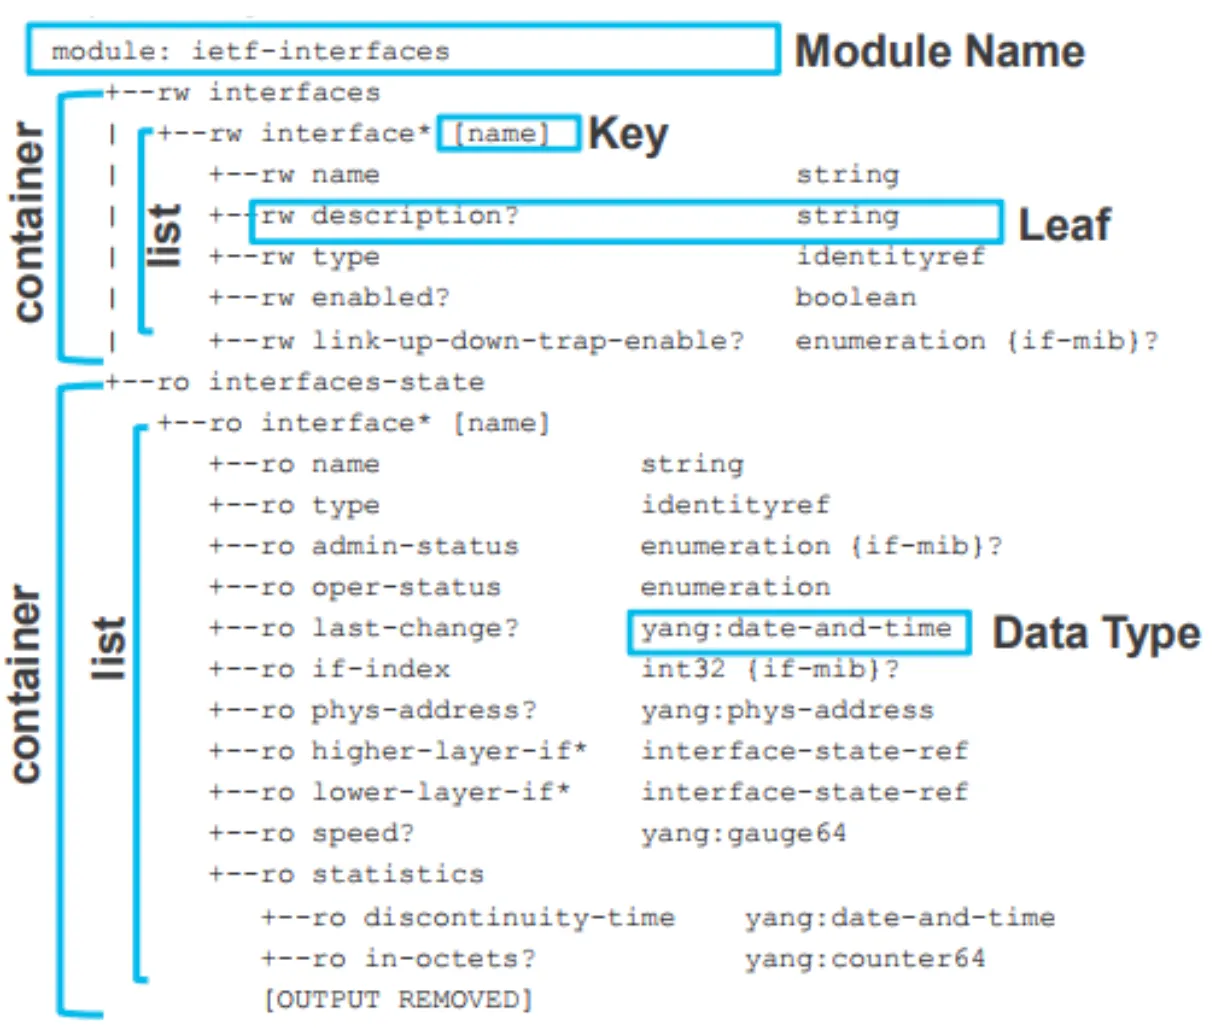 module: ietf-interfaces Module Name
+--rw interfaces
| +--rw interface* [name] Key
| +--rw name string
| +--rw description? string Leaf
| +--rw type identityref
| +--rw enabled? boolean
| +--rw link-up-down-trap-enable? enumeration {if-mib}?
container
list
+--ro interfaces-state
+--ro interface* [name]
+--ro name string
+--ro type identityref
+--ro admin-status enumeration {if-mib}?
+--ro oper-status enumeration
+--ro last-change? yang:date-and-time Data Type
+--ro if-index int32 {if-mib}?
+--ro phys-address? yang:phys-address
+--ro higher-layer-if* interface-state-ref
+--ro lower-layer-if* interface-state-ref
+--ro speed? yang:gauge64
+--ro statistics
+--ro discontinuity-time yang:date-and-time
+--ro in-octets? yang:counter64
[OUTPUT REMOVED]
container
list